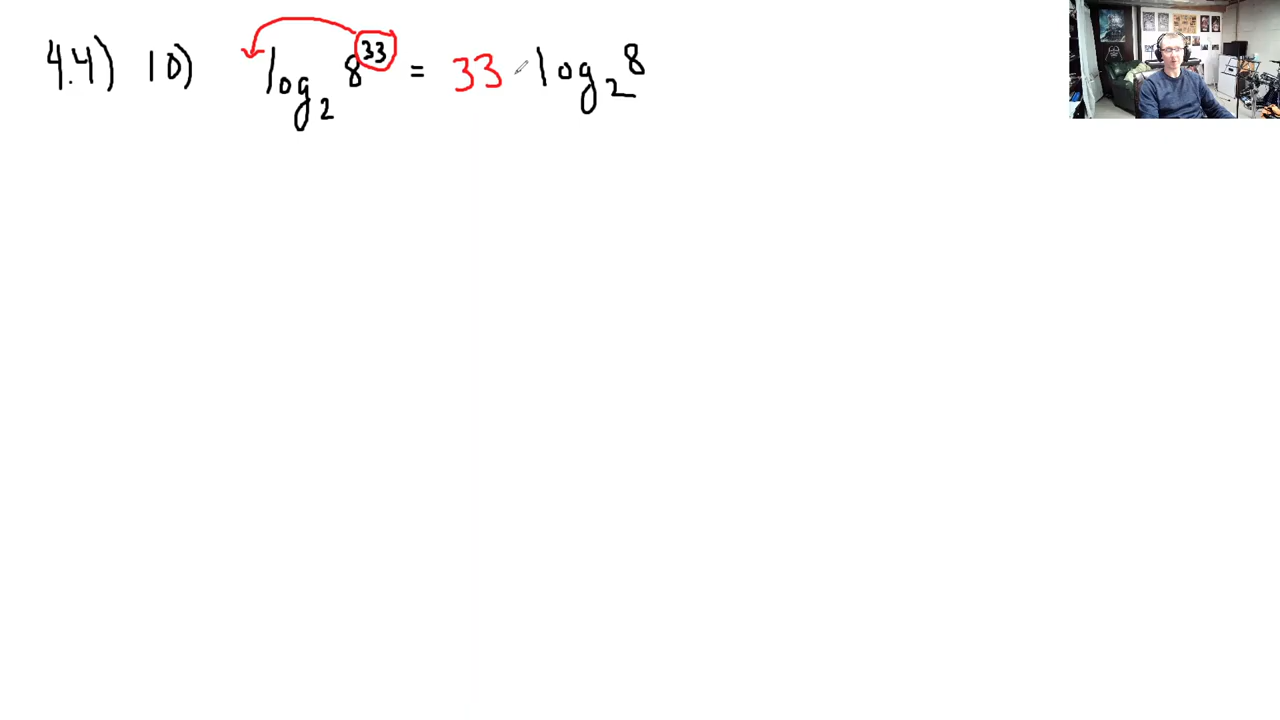 4.4) 10) log₂ 8³³ = 33 · log₂ 8